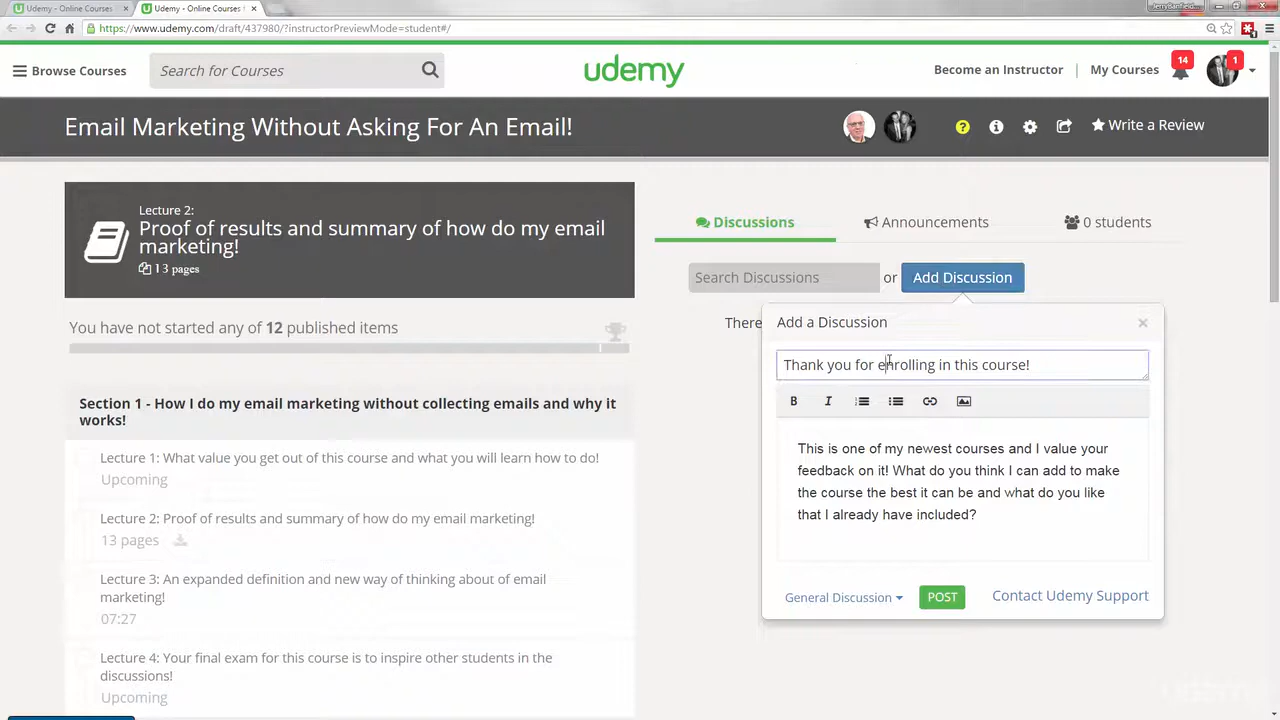 Udemy - Online Courses
Udemy - Online Courses
https://www.udemy.com/draft/437980/?instructorPreviewMode=student#/
Browse Courses
Search for Courses
udemy
Become an Instructor
My Courses
14
1
Email Marketing Without Asking For An Email!
Write a Review
Lecture 2:
Proof of results and summary of how do my email
marketing!
13 pages
You have not started any of 12 published items
Section 1 - How I do my email marketing without collecting emails and why it
works!
Lecture 1: What value you get out of this course and what you will learn how to do!
Upcoming
Lecture 2: Proof of results and summary of how do my email marketing!
13 pages
Lecture 3: An expanded definition and new way of thinking about of email
marketing!
07:27
Lecture 4: Your final exam for this course is to inspire other students in the
discussions!
Upcoming
Discussions
Announcements
0 students
Search Discussions
or
Add Discussion
There
Add a Discussion
Thank you for enrolling in this course!
B I
This is one of my newest courses and I value your
feedback on it! What do you think I can add to make
the course the best it can be and what do you like
that I already have included?
General Discussion
POST
Contact Udemy Support